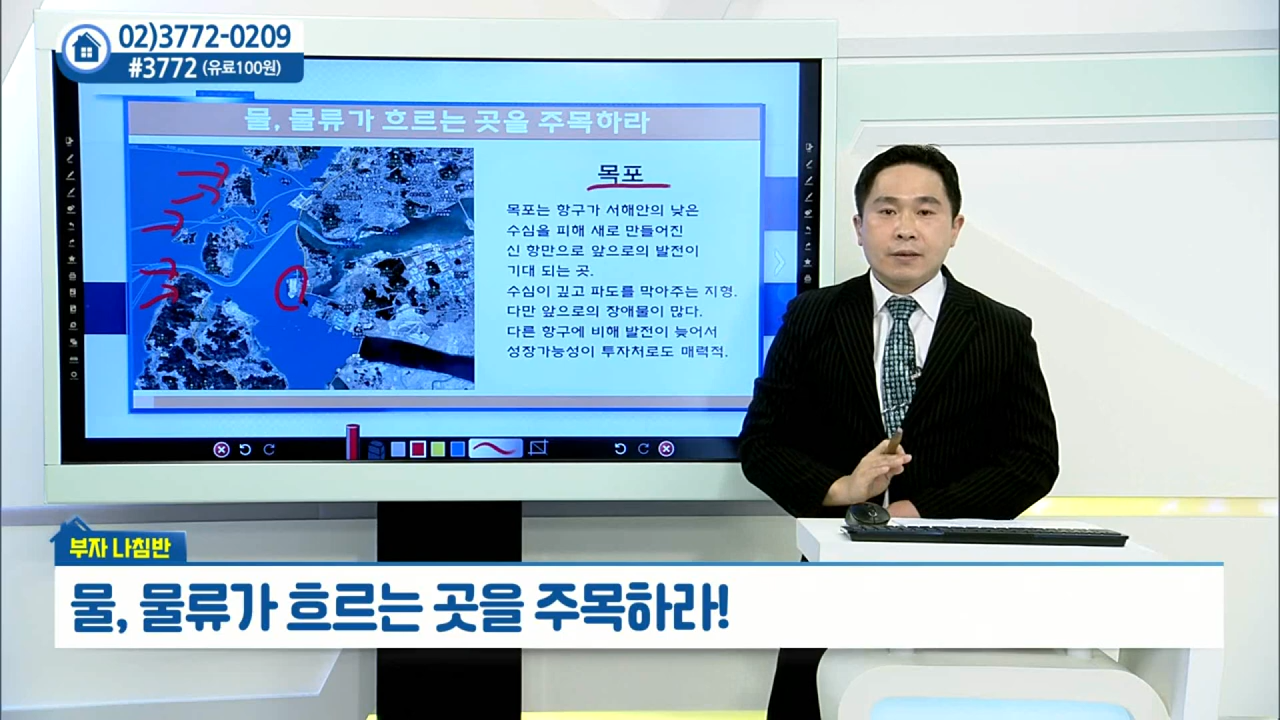 02)3772-0209
#3772 (유료100원)
물, 물류가 흐르는 곳을 주목하라
목포
목포는 항구가 서해안의 낮은
수심을 피해 새로 만들어진
신 항만으로 앞으로의 발전이
기대 되는 곳.
수심이 깊고 파도를 막아주는 지형.
다만 앞으로의 장애물이 많다.
다른 항구에 비해 발전이 늦어서
성장가능성이 투자처로도 매력적.
부자 나침반
물, 물류가 흐르는 곳을 주목하라!